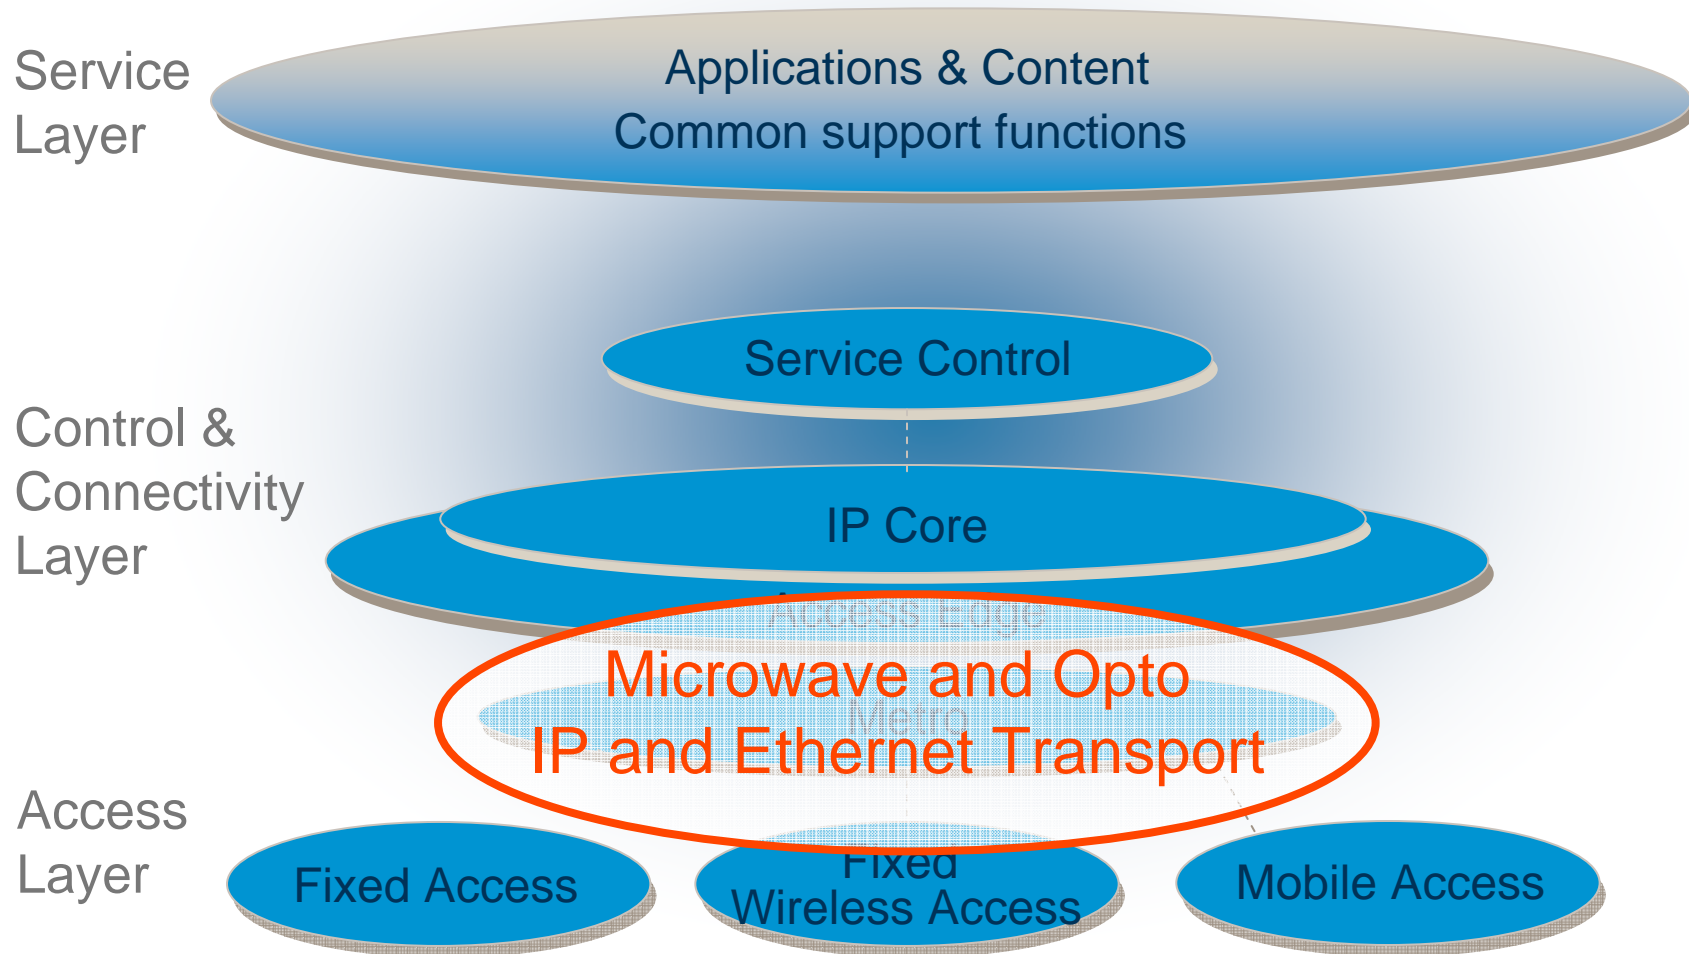 Service
Layer
Applications & Content
Common support functions
Service Control
Control &
Connectivity
Layer
IP Core
Access Edge
Microwave and Opto
Metro
IP and Ethernet Transport
Access
Layer
Fixed Access
Fixed
Wireless Access
Mobile Access